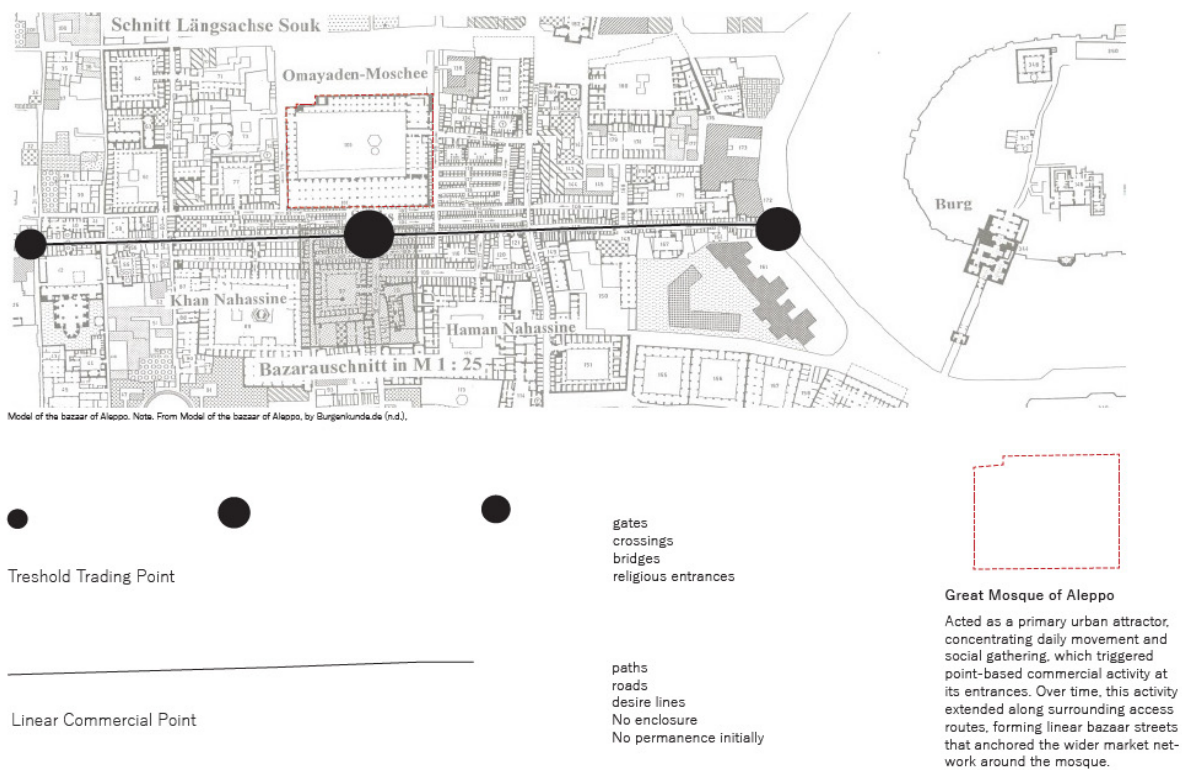 Schnitt Längsachse Souk
Omayaden-Moschee
Burg
Khan Nahassine
Haman Nahassine
Bazarauschnitt in M 1 : 25
Model of the bazaar of Aleppo. Note. From Model of the bazaar of Aleppo, by Burgenkunde.de (n.d.),
Treshold Trading Point
gates
crossings
bridges
religious entrances
Linear Commercial Point
paths
roads
desire lines
No enclosure
No permanence initially
Great Mosque of Aleppo
Acted as a primary urban attractor,
concentrating daily movement and
social gathering, which triggered
point-based commercial activity at
its entrances. Over time, this activity
extended along surrounding access
routes, forming linear bazaar streets
that anchored the wider market net-
work around the mosque.